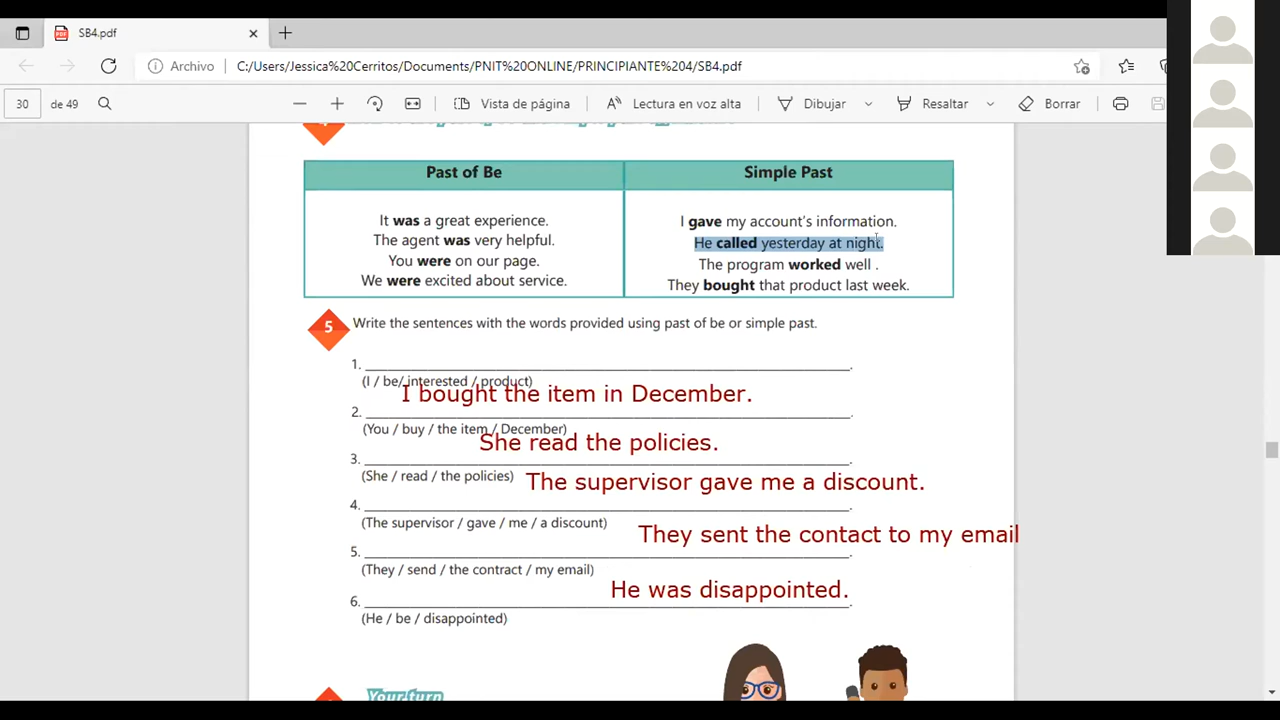 SB4.pdf
Archivo
C:/Users/Jessica%20Cerritos/Documents/PNIT%20ONLINE/PRINCIPIANTE%204/SB4.pdf
30
de 49
Vista de página
Lectura en voz alta
Dibujar
Resaltar
Borrar
Past of Be
Simple Past
It was a great experience.
The agent was very helpful.
You were on our page.
We were excited about service.
I gave my account's information.
He called yesterday at night.
The program worked well .
They bought that product last week.
5
Write the sentences with the words provided using past of be or simple past.
1. ______________________________.
(I / be/ interested / product)
I bought the item in December.
2. ______________________________.
(You / buy / the item / December)
She read the policies.
3. ______________________________.
(She / read / the policies)
The supervisor gave me a discount.
4. ______________________________.
(The supervisor / gave / me / a discount)
They sent the contact to my email
5. ______________________________.
(They / send / the contract / my email)
He was disappointed.
6. ______________________________.
(He / be / disappointed)
Your turn